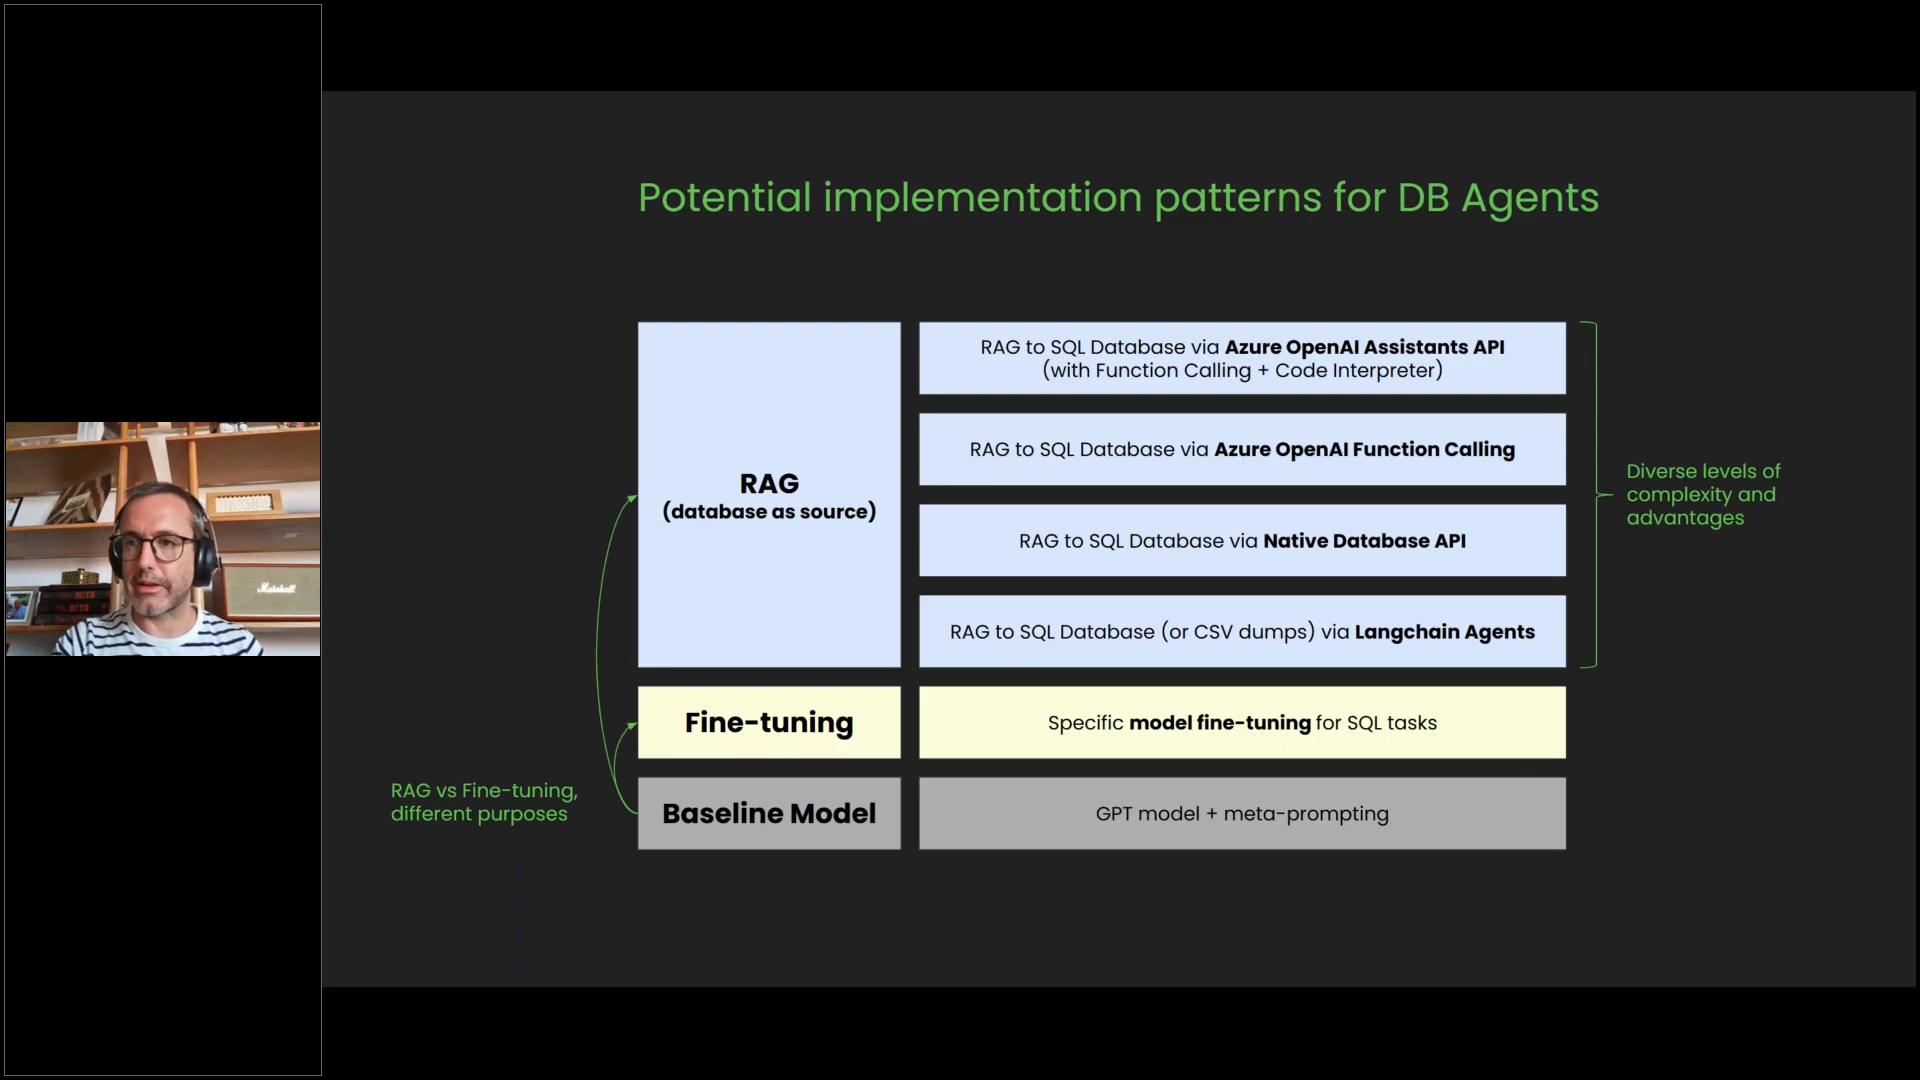 Potential implementation patterns for DB Agents
RAG
(database as source)
RAG to SQL Database via Azure OpenAI Assistants API
(with Function Calling + Code Interpreter)
RAG to SQL Database via Azure OpenAI Function Calling
RAG to SQL Database via Native Database API
RAG to SQL Database (or CSV dumps) via Langchain Agents
Diverse levels of
complexity and
advantages
Fine-tuning
Specific model fine-tuning for SQL tasks
RAG vs Fine-tuning,
different purposes
Baseline Model
GPT model + meta-prompting
Marshall
BOYS
BOYS